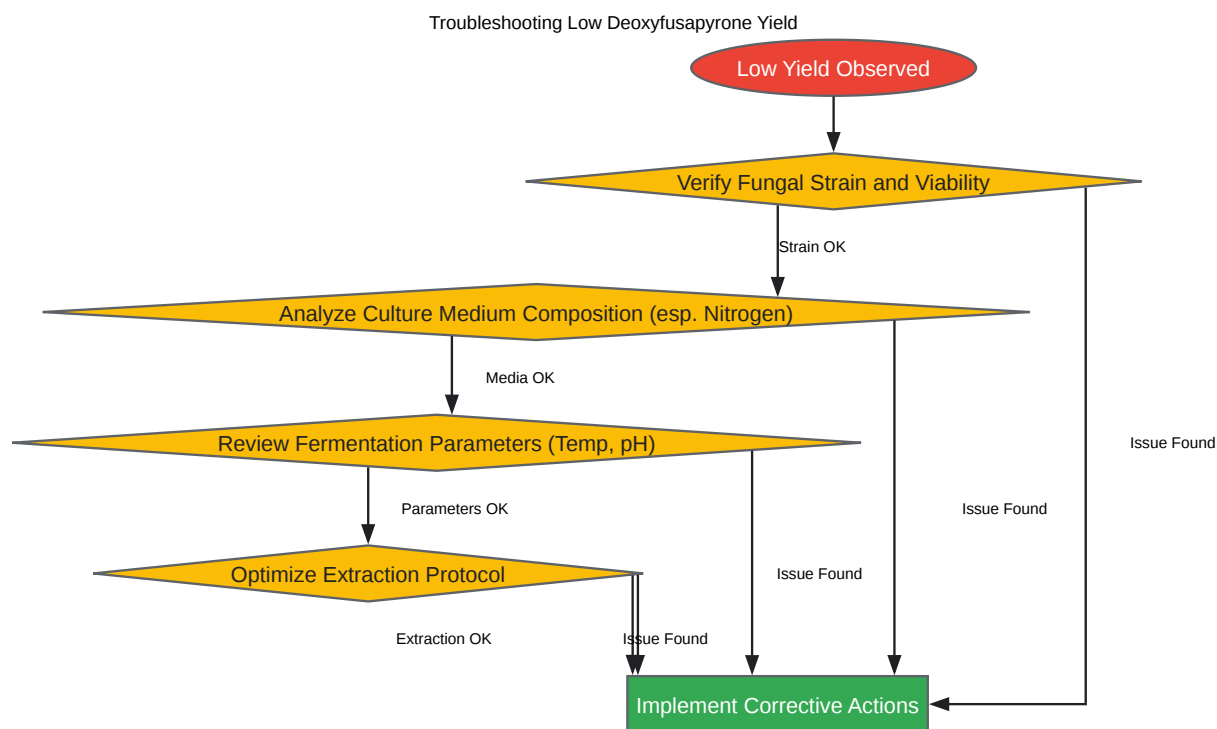 Troubleshooting Low Deoxyfusapyrone Yield
Low Yield Observed
Verify Fungal Strain and Viability
Strain OK
Analyze Culture Medium Composition (esp. Nitrogen)
Media OK
Review Fermentation Parameters (Temp, pH)
Issue Found
Parameters OK
Issue Found
Optimize Extraction Protocol
Issue Found
Extraction OK
Issue Found
Implement Corrective Actions